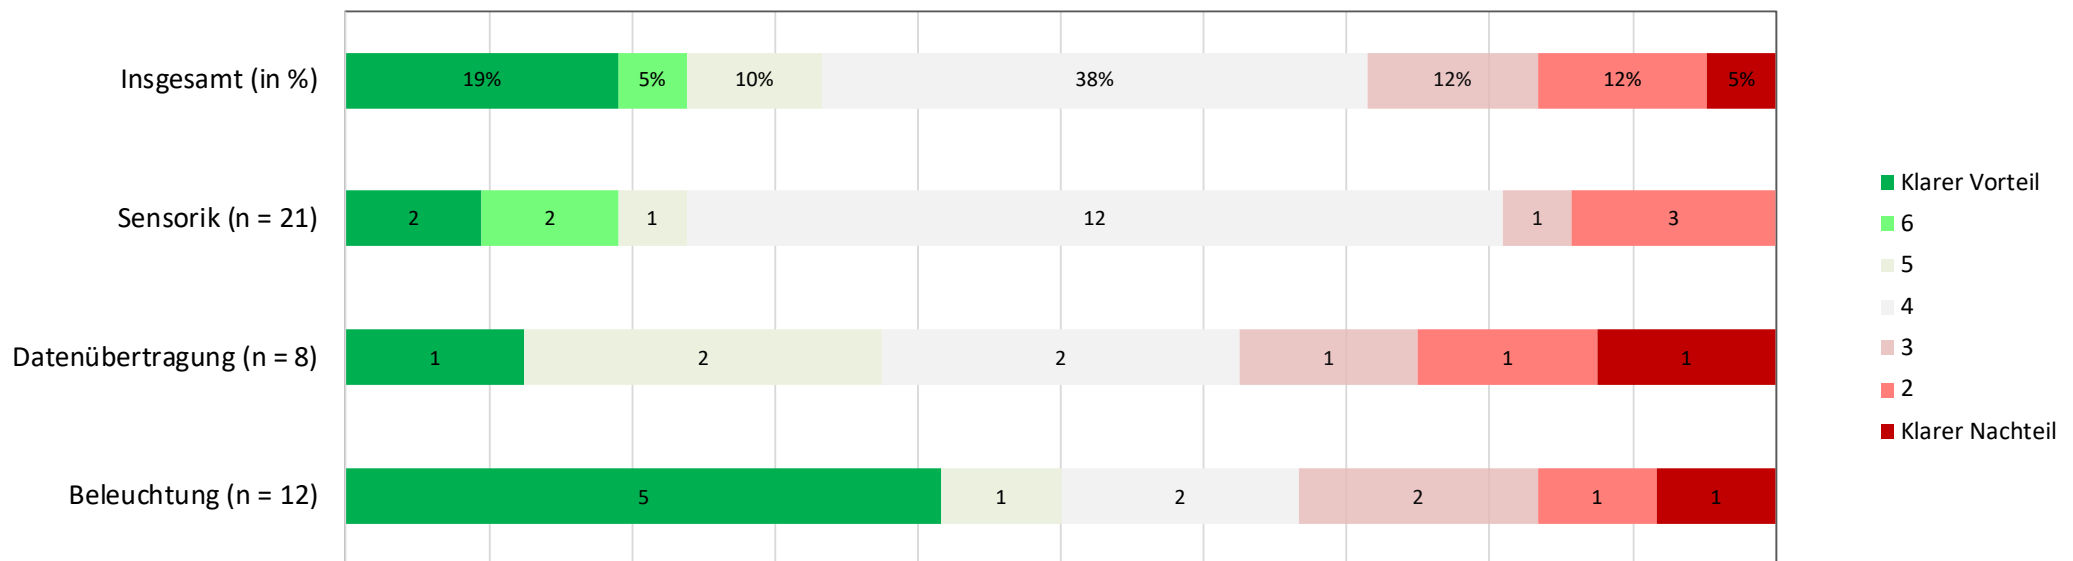 Insgesamt (in %) 19% 5% 10% 38% 12% 12% 5%
Sensorik (n = 21) 2 2 1 12 1 3
Datenübertragung (n = 8) 1 2 2 1 1 1
Beleuchtung (n = 12) 5 1 2 2 1 1
Klarer Vorteil
6
5
4
3
2
Klarer Nachteil